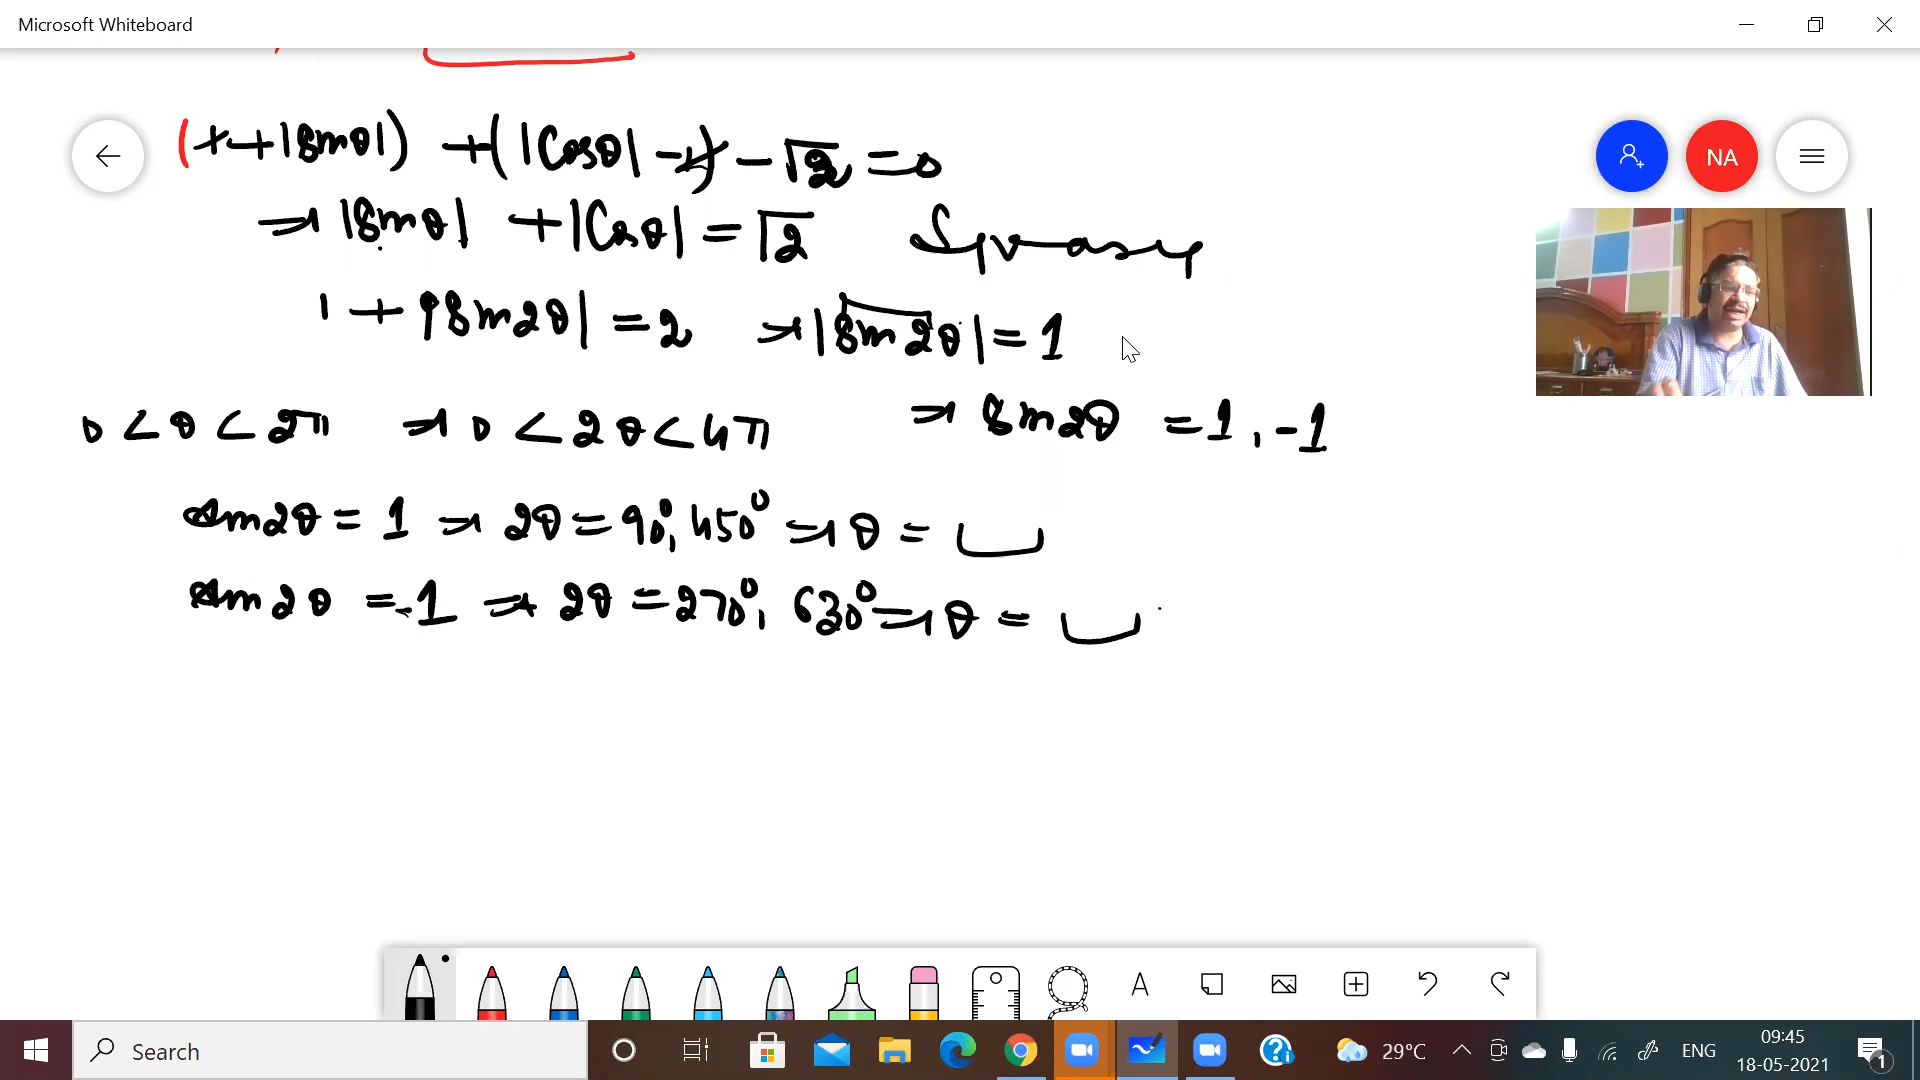 Microsoft Whiteboard
(x+|sinθ|) + (|cosθ| - x) - √2 = 0
NA
⇒ |sinθ| + |cosθ| = √2 Squaring
1 + |sin2θ| = 2 ⇒ |sin2θ| = 1
0 < θ < 2π ⇒ 0 < 2θ < 4π ⇒ sin2θ = 1, -1
sin2θ = 1 ⇒ 2θ = 90°, 450° ⇒ θ =
sin2θ = -1 ⇒ 2θ = 270°, 630° ⇒ θ =
A
Search
29°C
ENG
09:45
18-05-2021
1